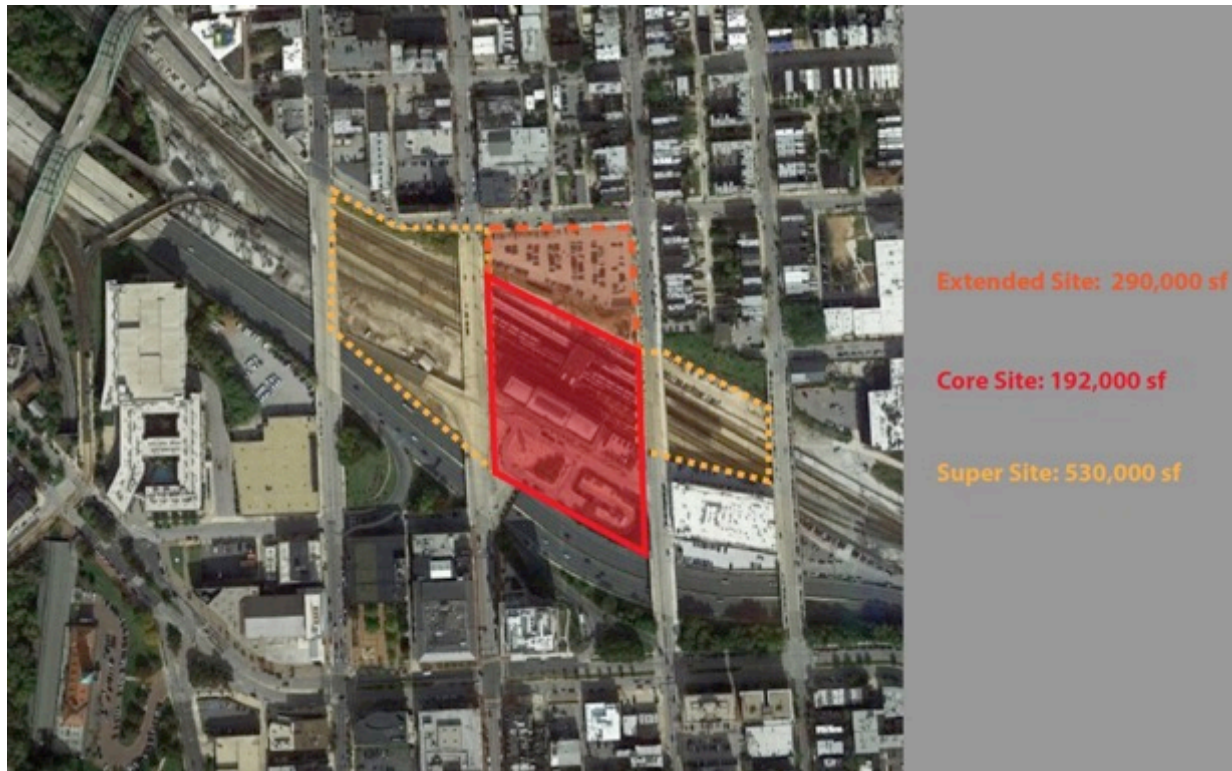 Extended Site: 290,000 sf
Core Site: 192,000 sf
Super Site: 530,000 sf